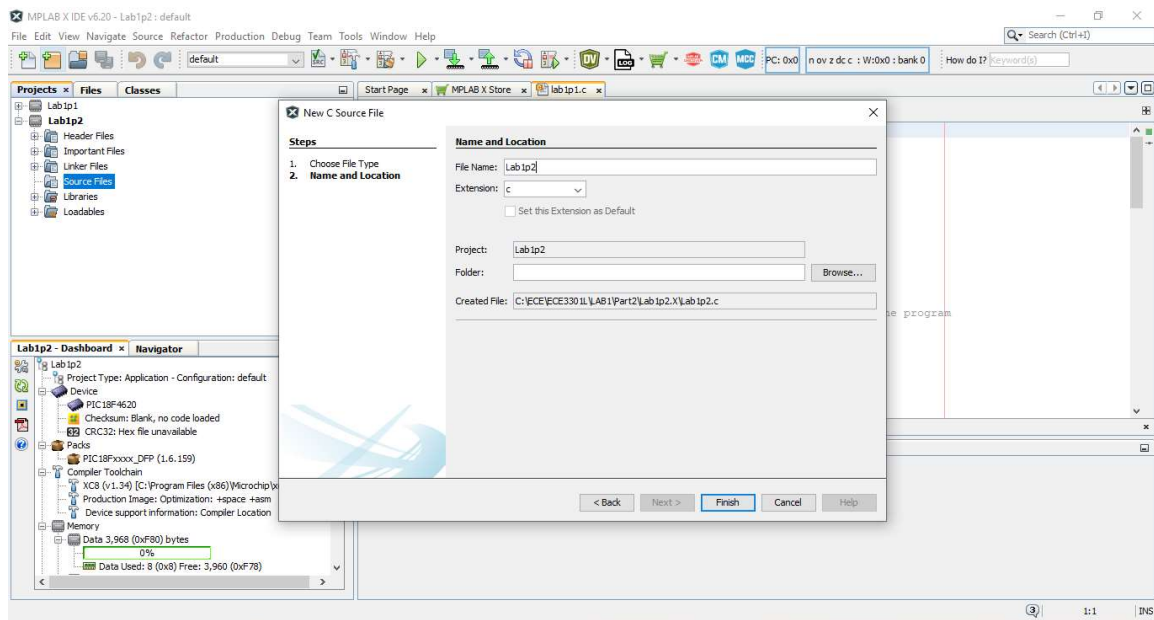 MPLAB X IDE v6.20 - Lab1p2 : default
File Edit View Navigate Source Refactor Production Debug Team Tools Window Help
Search (Ctrl+I)
default
PC: 0x0
n ov z dc c : W:0x0 : bank 0
How do I? Keyword(s)
Projects Files Classes
Start Page MPLAB X Store lab1p1.c
Lab1p1
Lab1p2
Header Files
Important Files
Linker Files
Source Files
Libraries
Loadables
New C Source File
Steps
1. Choose File Type
2. Name and Location
Name and Location
File Name: Lab1p2
Extension: c
Set this Extension as Default
Project: Lab1p2
Folder: Browse...
Created File: C:\ECE\ECE3301L\LAB1\Part2\Lab1p2.X\Lab1p2.c
< Back Next > Finish Cancel Help
program
Lab1p2 - Dashboard Navigator
Lab1p2
Project Type: Application - Configuration: default
Device
PIC18F4620
Checksum: Blank, no code loaded
CRC32: Hex file unavailable
Packs
PIC18Fxxxx_DFP (1.6.159)
Compiler Toolchain
XC8 (v1.34) [C:\Program Files (x86)\Microchip\x
Production Image: Optimization: +space +asm
Device support information: Compiler Location
Memory
Data 3,968 (0xF80) bytes
0%
Data Used: 8 (0x8) Free: 3,960 (0xF78)
3 1:1 INS